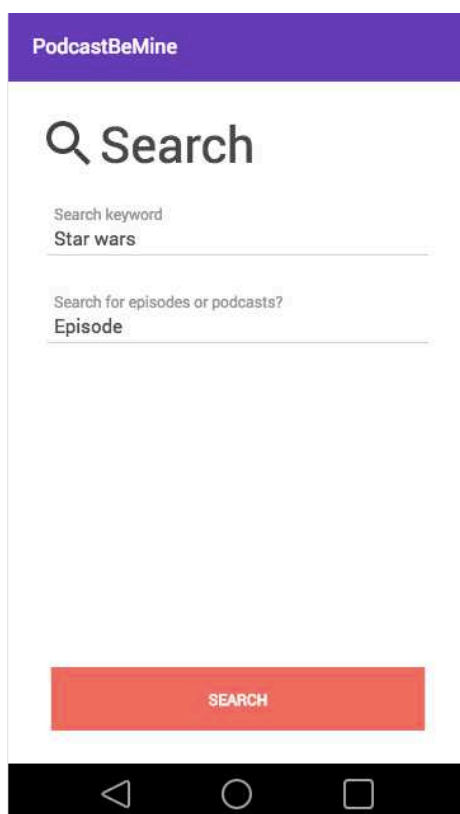 PodcastBeMine
Search
Search keyword
Star wars
Search for episodes or podcasts?
Episode
SEARCH